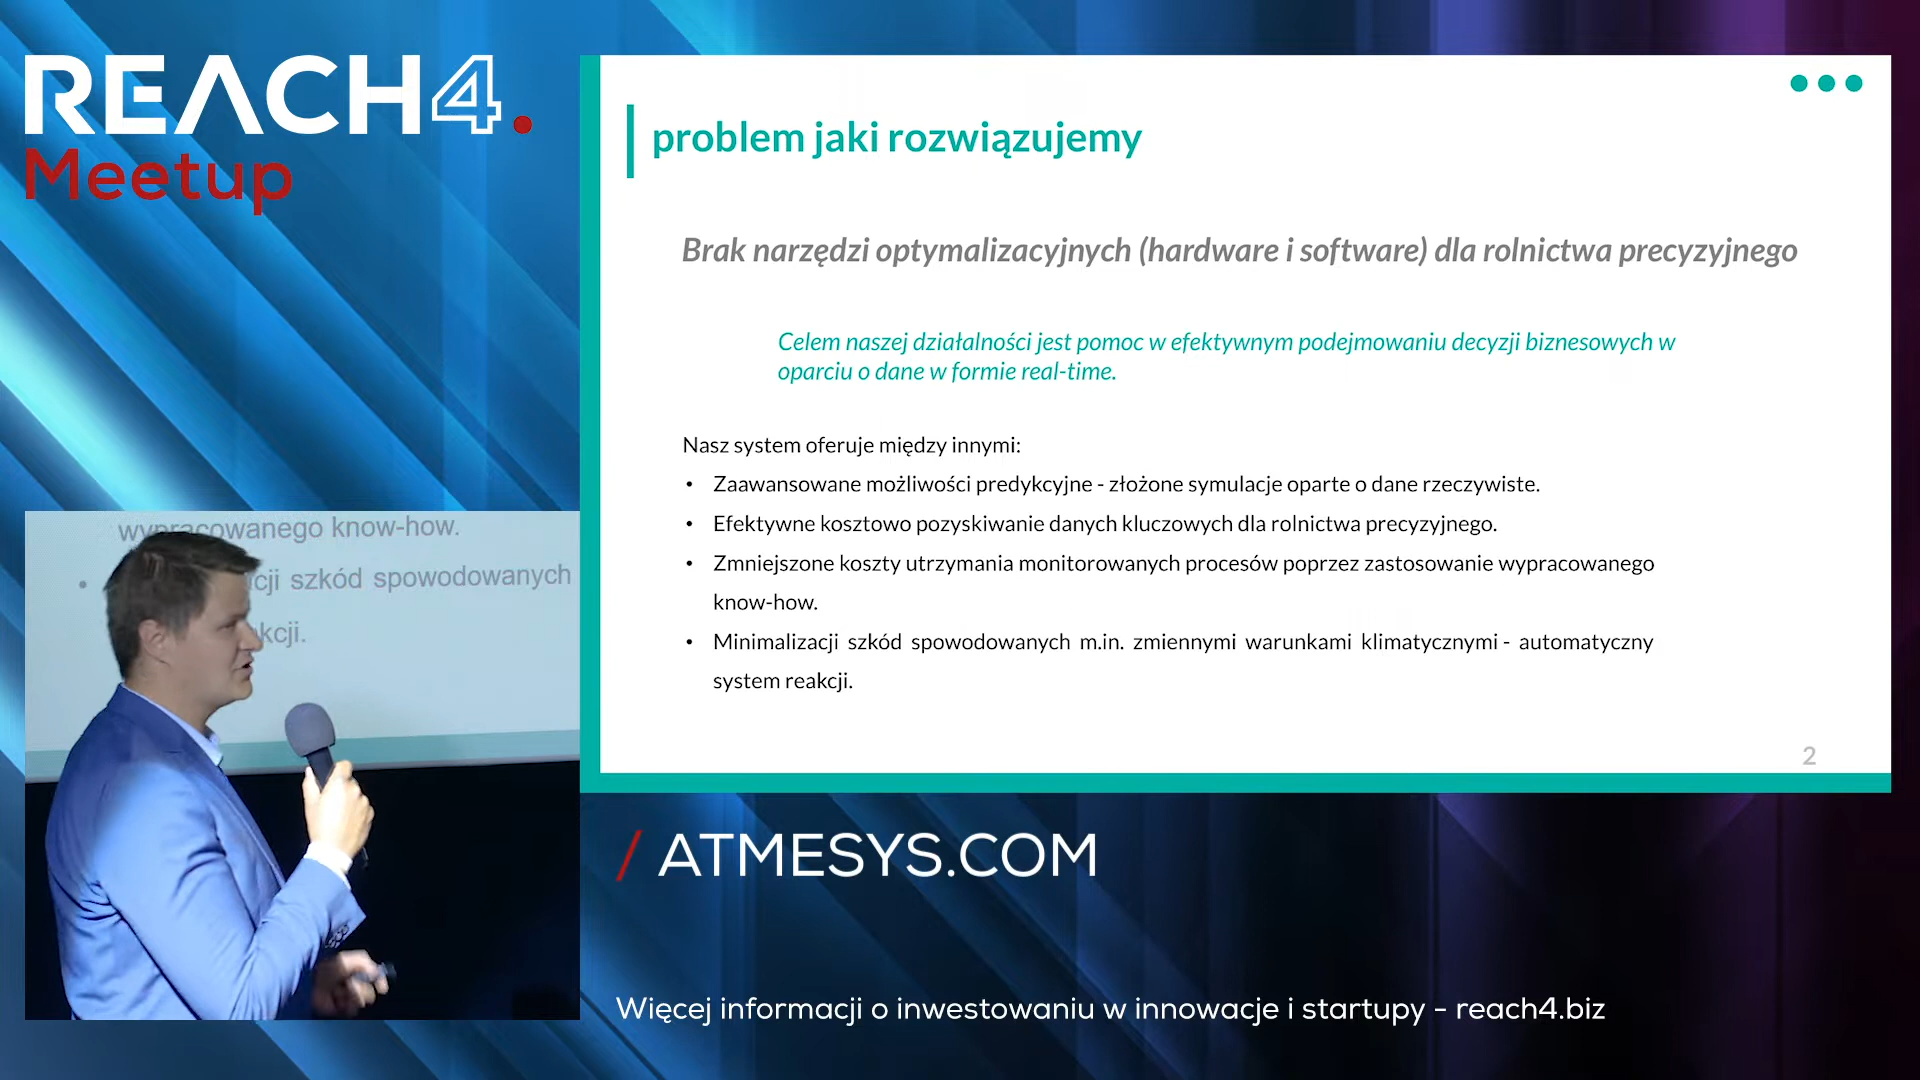 REACH4.
Meetup
problem jaki rozwiązujemy
Brak narzędzi optymalizacyjnych (hardware i software) dla rolnictwa precyzyjnego
Celem naszej działalności jest pomoc w efektywnym podejmowaniu decyzji biznesowych w
oparciu o dane w formie real-time.
Nasz system oferuje między innymi:
• Zaawansowane możliwości predykcyjne - złożone symulacje oparte o dane rzeczywiste.
• Efektywne kosztowo pozyskiwanie danych kluczowych dla rolnictwa precyzyjnego.
• Zmniejszone koszty utrzymania monitorowanych procesów poprzez zastosowanie wypracowanego
know-how.
• Minimalizacji szkód spowodowanych m.in. zmiennymi warunkami klimatycznymi - automatyczny
system reakcji.
2
wypracowanego know-how.
• szkód spowodowanych
/ ATMESYS.COM
Więcej informacji o inwestowaniu w innowacje i startupy - reach4.biz